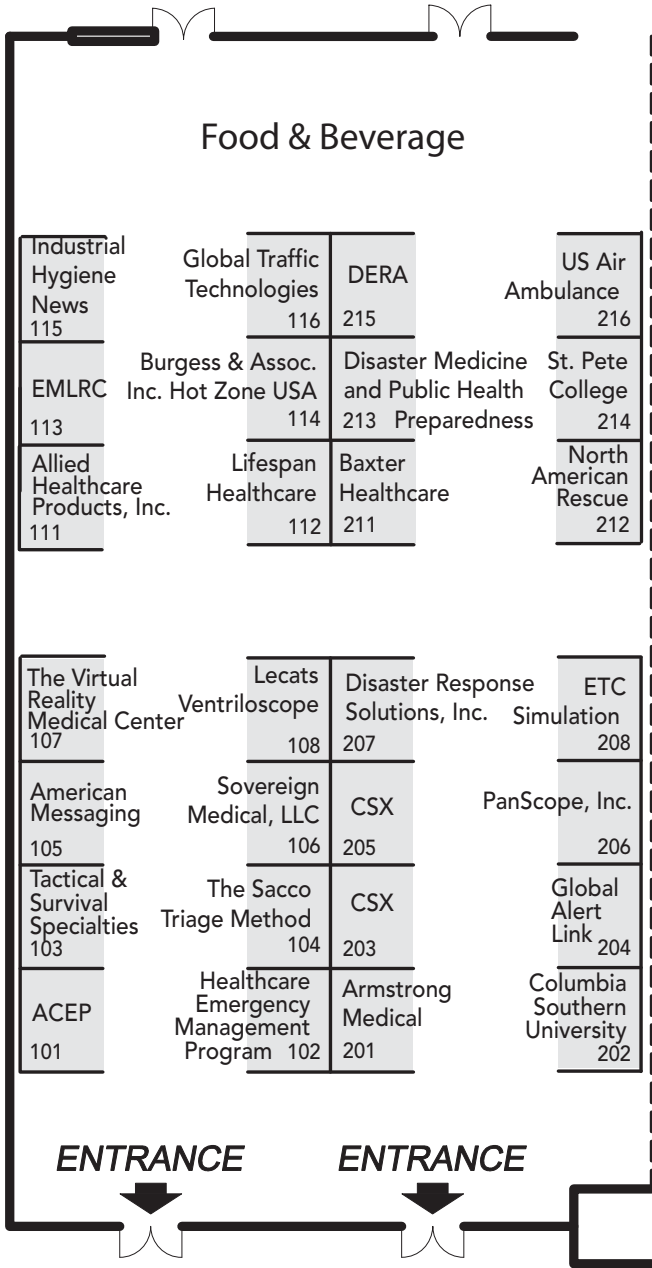 Food & Beverage
Industrial
Hygiene
News
115
Global Traffic
Technologies
116
DERA
215
US Air
Ambulance
216
EMLRC
113
Burgess & Assoc.
Inc. Hot Zone USA
114
Disaster Medicine
and Public Health
213 Preparedness
St. Pete
College
214
Allied
Healthcare
Products, Inc.
111
Lifespan
Healthcare
112
Baxter
Healthcare
211
North
American
Rescue
212
The Virtual
Reality
Medical Center
107
Lecats
Ventriloscope
108
Disaster Response
Solutions, Inc.
207
ETC
Simulation
208
American
Messaging
105
Sovereign
Medical, LLC
106
CSX
205
PanScope, Inc.
206
Tactical &
Survival
Specialties
103
The Sacco
Triage Method
104
CSX
203
Global
Alert
Link 204
ACEP
101
Healthcare
Emergency
Management
Program 102
Armstrong
Medical
201
Columbia
Southern
University
202
ENTRANCE
ENTRANCE